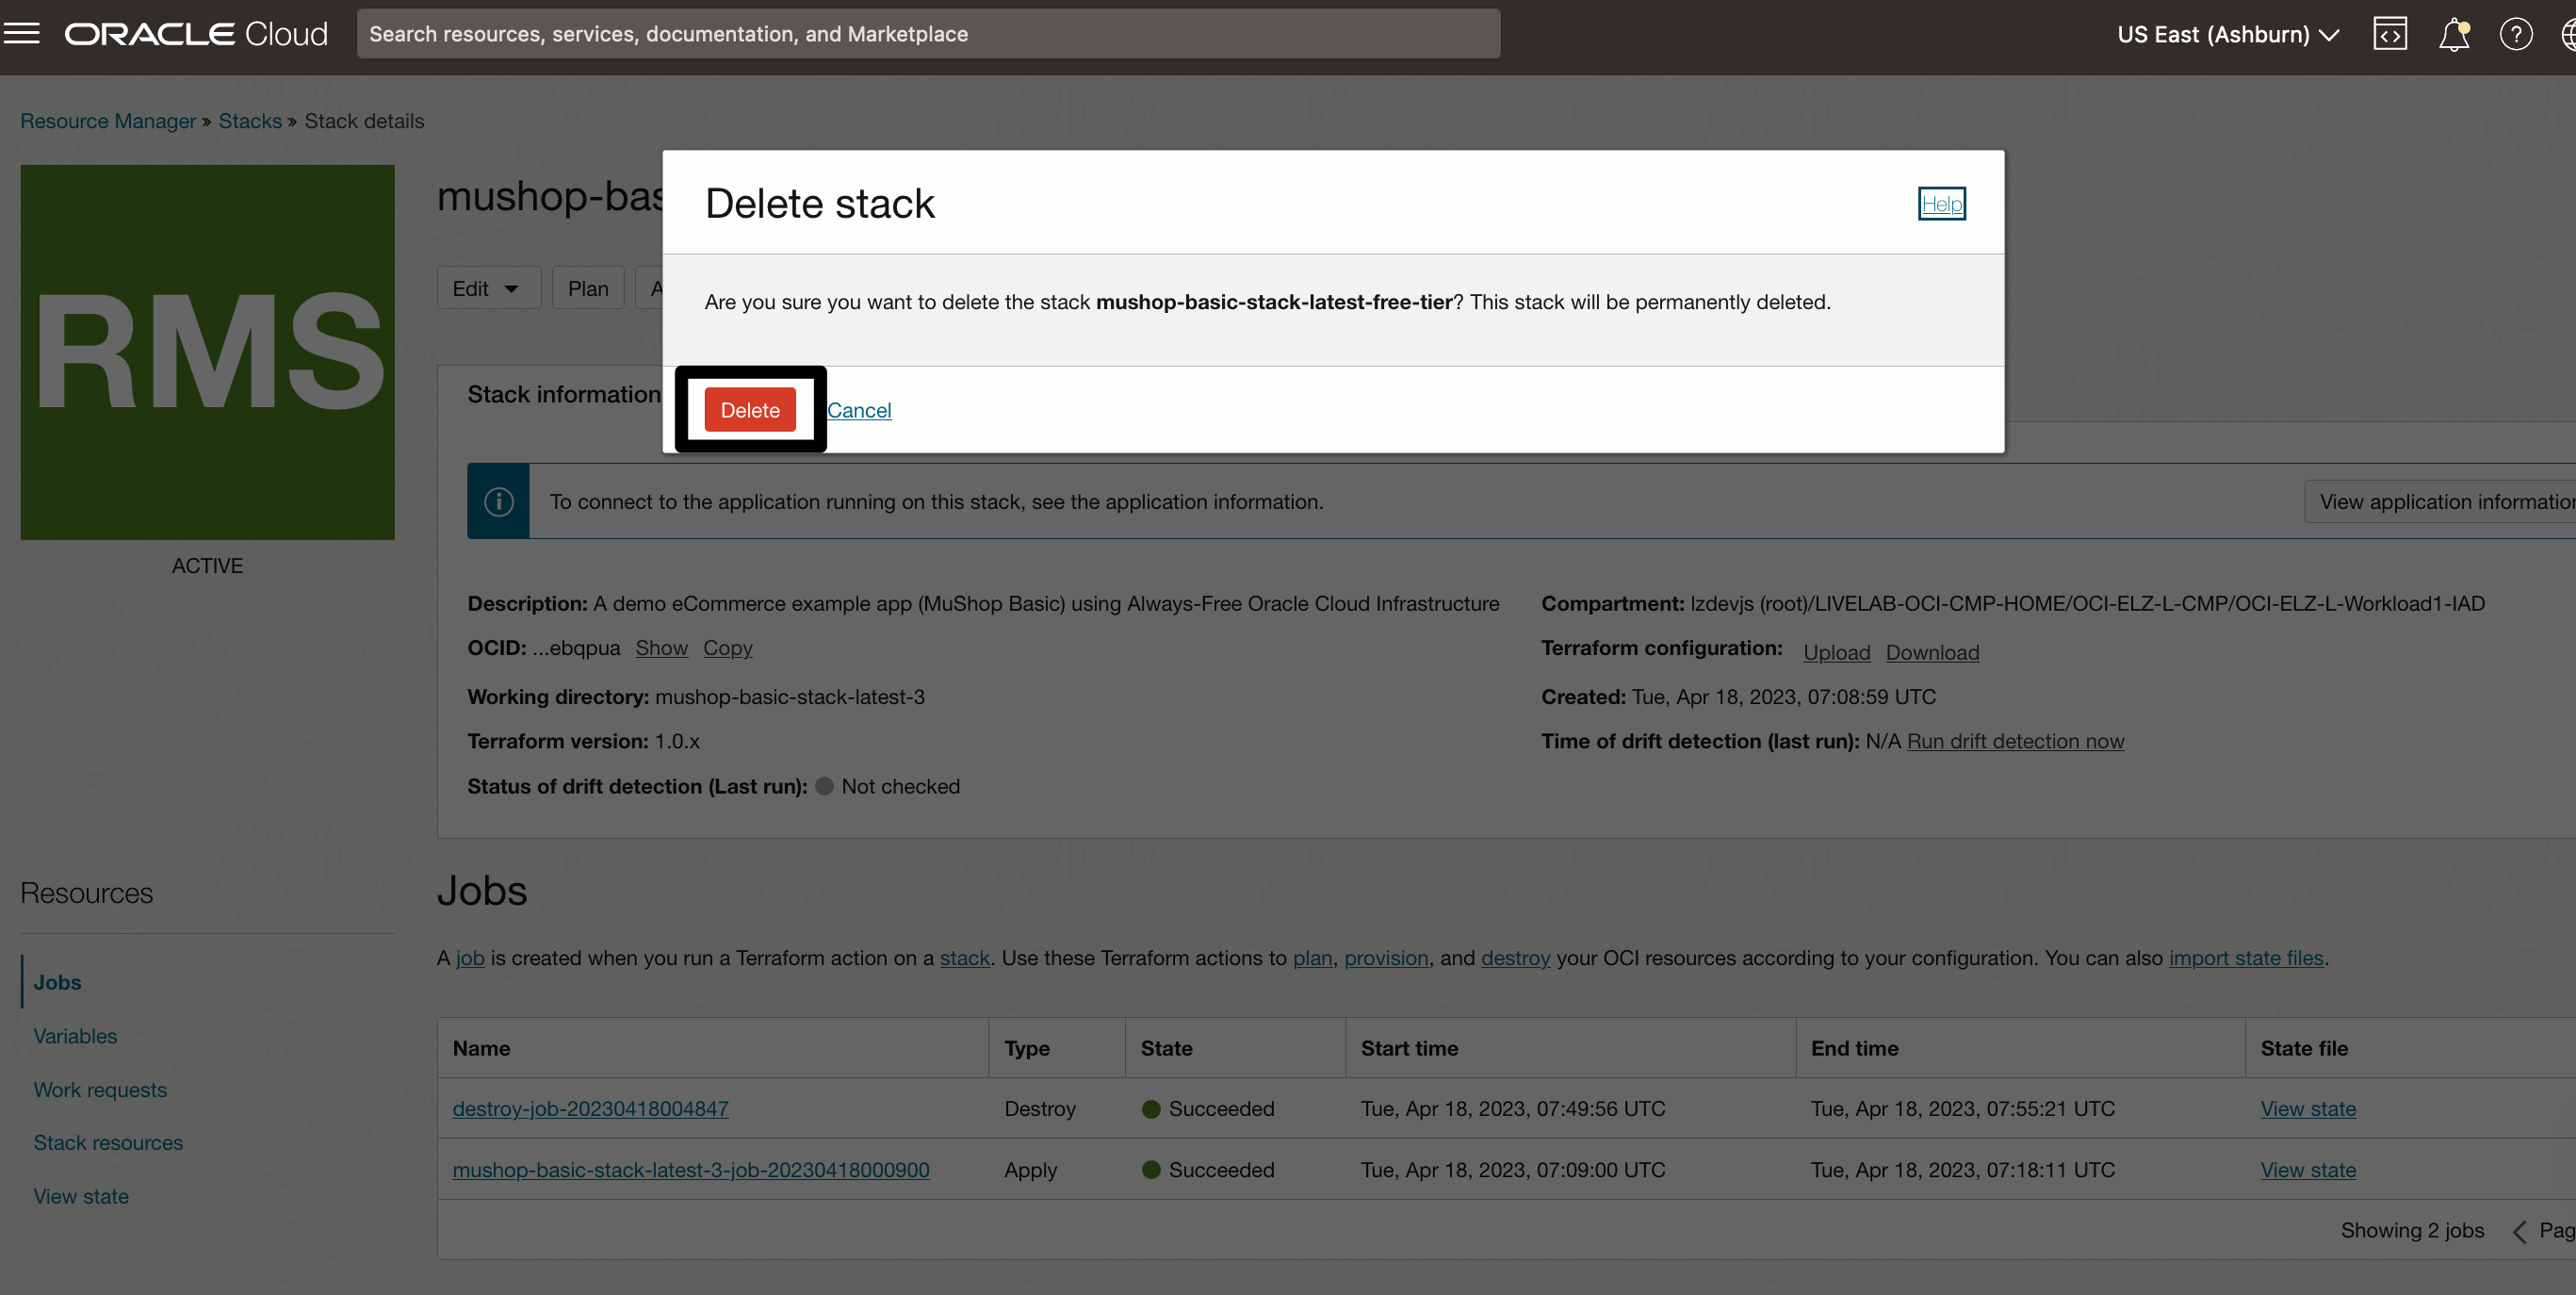 ORACLE Cloud
Search resources, services, documentation, and Marketplace
US East (Ashburn)
Resource Manager » Stacks » Stack details
RMS
ACTIVE
mushop-bas
Edit
Plan
A
Delete stack
Help
Are you sure you want to delete the stack mushop-basic-stack-latest-free-tier? This stack will be permanently deleted.
Delete
Cancel
Stack information
To connect to the application running on this stack, see the application information.
View application information
Description: A demo eCommerce example app (MuShop Basic) using Always-Free Oracle Cloud Infrastructure
OCID: ...ebqpua Show Copy
Working directory: mushop-basic-stack-latest-3
Terraform version: 1.0.x
Status of drift detection (Last run): Not checked
Compartment: lzdevjs (root)/LIVELAB-OCI-CMP-HOME/OCI-ELZ-L-CMP/OCI-ELZ-L-Workload1-IAD
Terraform configuration: Upload Download
Created: Tue, Apr 18, 2023, 07:08:59 UTC
Time of drift detection (last run): N/A Run drift detection now
Resources
Jobs
Variables
Work requests
Stack resources
View state
Jobs
A job is created when you run a Terraform action on a stack. Use these Terraform actions to plan, provision, and destroy your OCI resources according to your configuration. You can also import state files.
Name Type State Start time End time State file
destroy-job-20230418004847 Destroy Succeeded Tue, Apr 18, 2023, 07:49:56 UTC Tue, Apr 18, 2023, 07:55:21 UTC View state
mushop-basic-stack-latest-3-job-20230418000900 Apply Succeeded Tue, Apr 18, 2023, 07:09:00 UTC Tue, Apr 18, 2023, 07:18:11 UTC View state
Showing 2 jobs < Pag